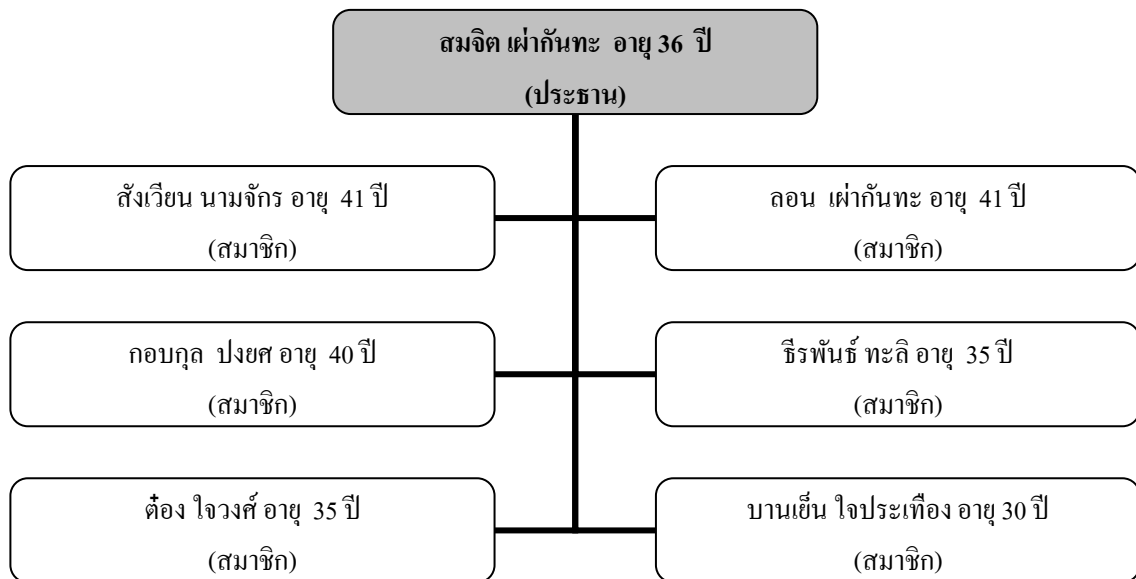 สมจิต เผ่ากันทะ อายุ 36 ปี
(ประธาน)
สังเวียน นามจักร อายุ 41 ปี
(สมาชิก)
ลอน เผ่ากันทะ อายุ 41 ปี
(สมาชิก)
กอบกุล ปงยศ อายุ 40 ปี
(สมาชิก)
ธีรพันธ์ ทะลิ อายุ 35 ปี
(สมาชิก)
ต๋อง ใจวงศ์ อายุ 35 ปี
(สมาชิก)
บานเย็น ใจประเทือง อายุ 30 ปี
(สมาชิก)